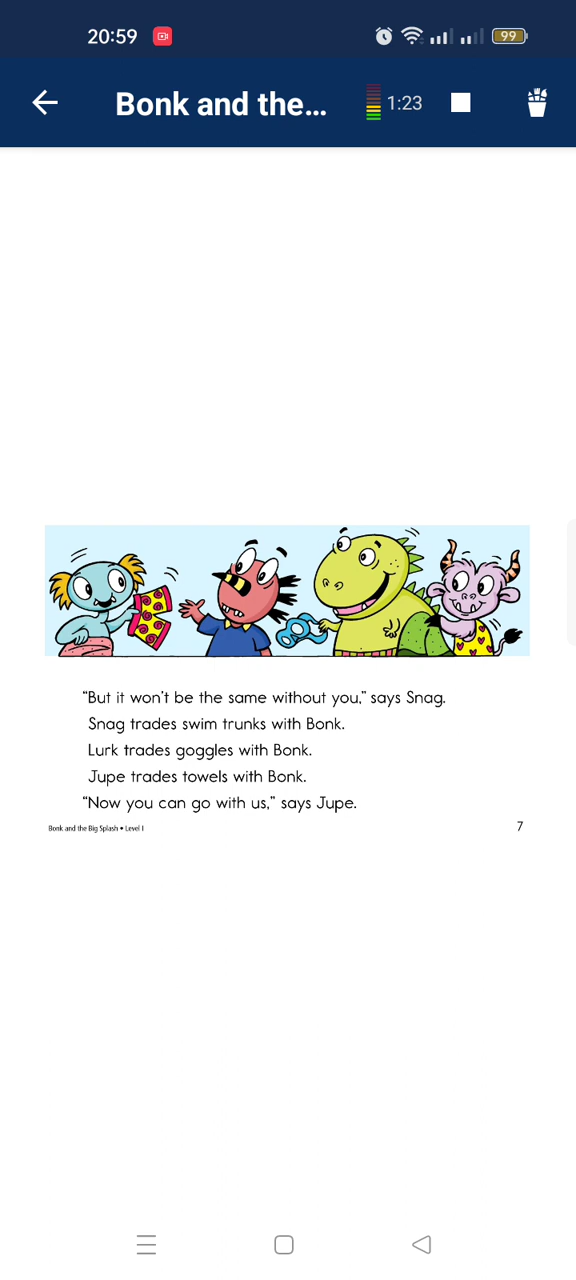 20:59
99
Bonk and the...
1:23
"But it won't be the same without you," says Snag.
Snag trades swim trunks with Bonk.
Lurk trades goggles with Bonk.
Jupe trades towels with Bonk.
"Now you can go with us," says Jupe.
Bonk and the Big Splash • Level I
7